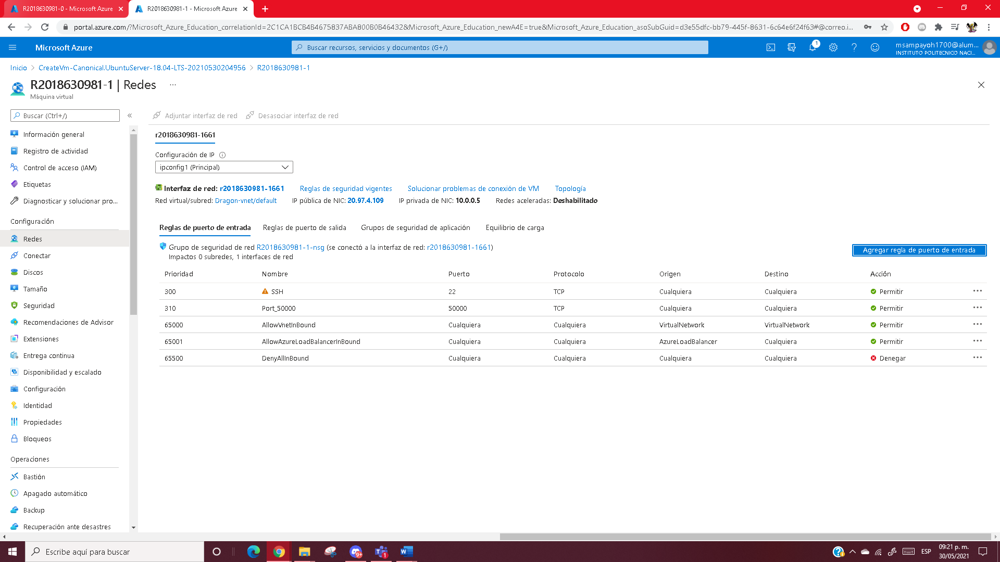 R2018630981-0 - Microsoft Azure
R2018630981-1 - Microsoft Azure
portal.azure.com/?Microsoft_Azure_Education_correlationId=2C1CA1BCB4B4675837ABA800B0B46432&Microsoft_Azure_Education_newA4E=true&Microsoft_Azure_Education_asoSubGuid=d3e55dfc-bb79-445f-8631-6c64e6f24f63#@correo.i...
Microsoft Azure
Buscar recursos, servicios y documentos (G+/)
1
msampayoh1700@alum...
INSTITUTO POLITECNICO NACI...
Inicio > CreateVm-Canonical.UbuntuServer-18.04-LTS-20210530204956 > R2018630981-1
R2018630981-1 | Redes ...
Máquina virtual
Buscar (Ctrl+/)
Adjuntar interfaz de red
Desasociar interfaz de red
Información general
Registro de actividad
Control de acceso (IAM)
Etiquetas
Diagnosticar y solucionar pro...
Configuración
Redes
Conectar
Discos
Tamaño
Seguridad
Recomendaciones de Advisor
Extensiones
Entrega continua
Disponibilidad y escalado
Configuración
Identidad
Propiedades
Bloqueos
Operaciones
Bastión
Apagado automático
Backup
Recuperación ante desastres
r2018630981-1661
Configuración de IP
ipconfig1 (Principal)
Interfaz de red: r2018630981-1661 Reglas de seguridad vigentes Solucionar problemas de conexión de VM Topología
Red virtual/subred: Dragon-vnet/default IP pública de NIC: 20.97.4.109 IP privada de NIC: 10.0.0.5 Redes aceleradas: Deshabilitado
Reglas de puerto de entrada Reglas de puerto de salida Grupos de seguridad de aplicación Equilibrio de carga
Grupo de seguridad de red R2018630981-1-nsg (se conectó a la interfaz de red: r2018630981-1661)
Impactos 0 subredes, 1 interfaces de red
Agregar regla de puerto de entrada
Prioridad Nombre Puerto Protocolo Origen Destino Acción
300 SSH 22 TCP Cualquiera Cualquiera Permitir
310 Port_50000 50000 TCP Cualquiera Cualquiera Permitir
65000 AllowVnetInBound Cualquiera Cualquiera VirtualNetwork VirtualNetwork Permitir
65001 AllowAzureLoadBalancerInBound Cualquiera Cualquiera AzureLoadBalancer Cualquiera Permitir
65500 DenyAllInBound Cualquiera Cualquiera Cualquiera Cualquiera Denegar
Escribe aquí para buscar
9+
1
ESP
09:21 p. m.
30/05/2021